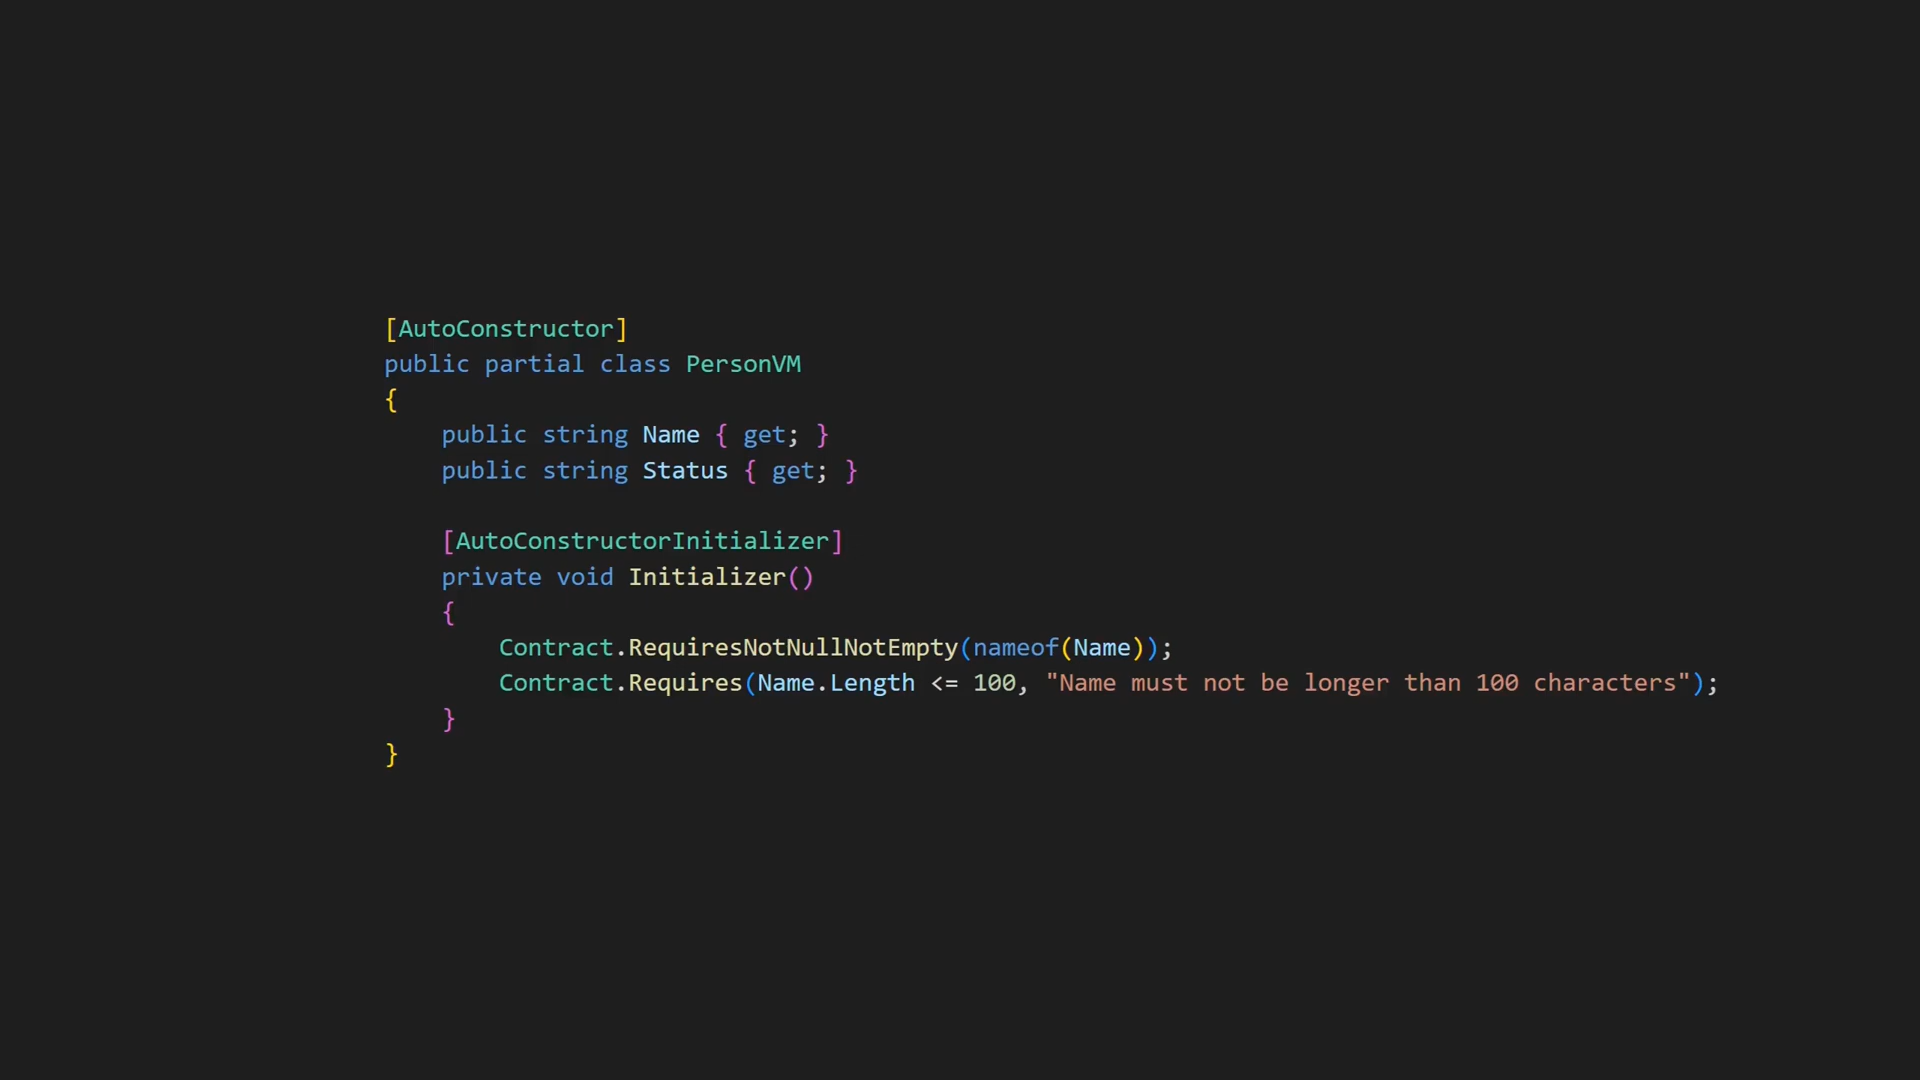 [AutoConstructor]
public partial class PersonVM
{
    public string Name { get; }
    public string Status { get; }

    [AutoConstructorInitializer]
    private void Initializer()
    {
        Contract.RequiresNotNullNotEmpty(nameof(Name));
        Contract.Requires(Name.Length <= 100, "Name must not be longer than 100 characters");
    }
}